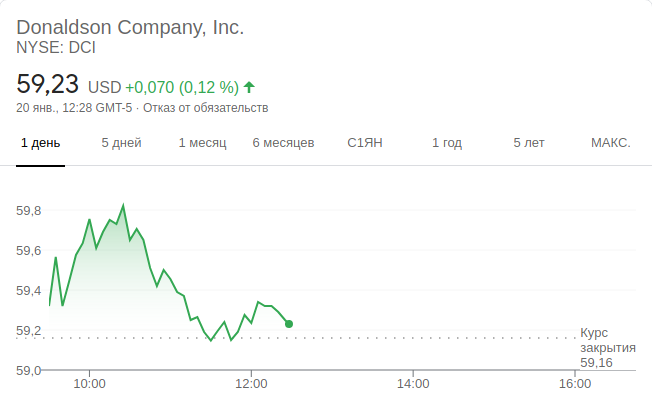 Donaldson Company, Inc.
NYSE: DCI
59,23 USD +0,070 (0,12 %)
20 янв., 12:28 GMT-5 · Отказ от обязательств
1 день 5 дней 1 месяц 6 месяцев С1ЯН 1 год 5 лет МАКС.
59,8
59,6
59,4
59,2
Курс
закрытия
59,16
59,0
10:00 12:00 14:00 16:00